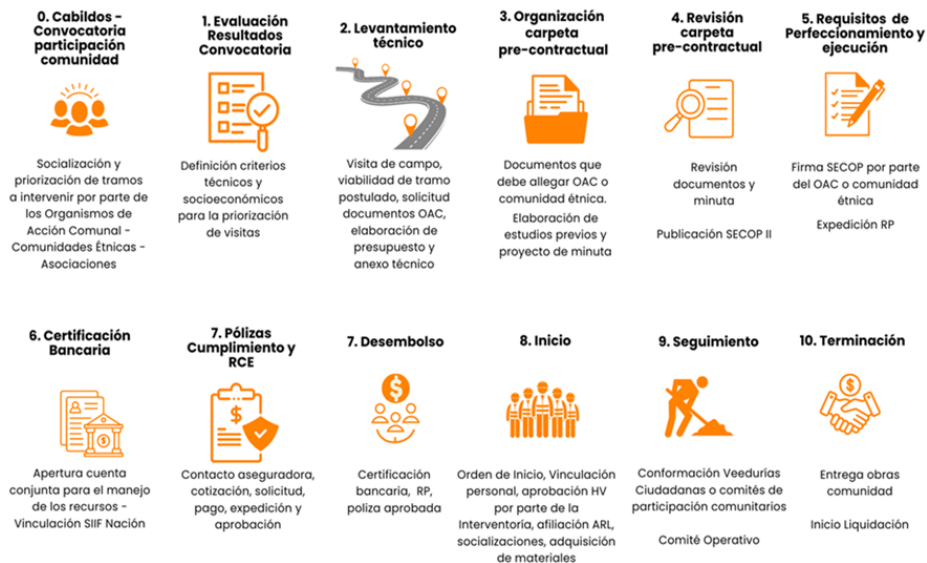 0. Cabildos -
Convocatoria
participación
comunidad
Socialización y
priorización de tramos
a intervenir por parte de
los Organismos de
Acción Comunal -
Comunidades Étnicas -
Asociaciones
1. Evaluación
Resultados
Convocatoria
Definición criterios
técnicos y
socioeconómicos
para la priorización
de visitas
2. Levantamiento
técnico
Visita de campo,
viabilidad de tramo
postulado, solicitud
documentos OAC,
elaboración de
presupuesto y
anexo técnico
3. Organización
carpeta
pre-contractual
Documentos que
debe allegar OAC o
comunidad étnica.
Elaboración de
estudios previos y
proyecto de minuta
4. Revisión
carpeta
pre-contractual
Revisión
documentos y
minuta
Publicación SECOP II
5. Requisitos de
Perfeccionamiento y
ejecución
Firma SECOP por parte
del OAC o comunidad
étnica
Expedición RP
6. Certificación
Bancaria
Apertura cuenta
conjunta para el manejo
de los recursos -
Vinculación SIIF Nación
7. Pólizas
Cumplimiento y
RCE
$
Contacto aseguradora,
cotización, solicitud,
pago, expedición y
aprobación
7. Desembolso
$
Certificación
bancaria, RP,
poliza aprobada
8. Inicio
Orden de Inicio, Vinculación
personal, aprobación HV
por parte de la
Interventoría, afiliación ARL,
socializaciones, adquisición
de materiales
9. Seguimiento
Conformación Veedurías
Ciudadanas o comités de
participación comunitarios
Comité Operativo
10. Terminación
$
Entrega obras
comunidad
Inicio Liquidación